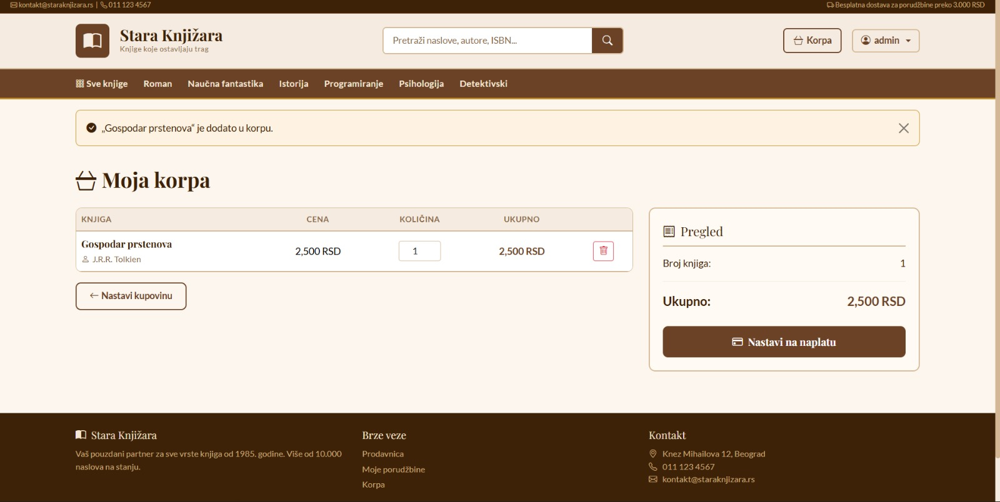 kontakt@staraknjizara.rs | 011 123 4567
Besplatna dostava za porudžbine preko 3.000 RSD
Stara Knjižara
Knjige koje ostavljaju trag
Pretraži naslove, autore, ISBN...
Korpa
admin
Sve knjige Roman Naučna fantastika Istorija Programiranje Psihologija Detektivski
„Gospodar prstenova“ je dodato u korpu.
Moja korpa
KNJIGA CENA KOLIČINA UKUPNO
Gospodar prstenova
J.R.R. Tolkien
2,500 RSD 1 2,500 RSD
← Nastavi kupovinu
Pregled
Broj knjiga: 1
Ukupno: 2,500 RSD
Nastavi na naplatu
Stara Knjižara
Vaš pouzdani partner za sve vrste knjiga od 1985. godine. Više od 10.000
naslova na stanju.
Brze veze
Prodavnica
Moje porudžbine
Korpa
Kontakt
Knez Mihailova 12, Beograd
011 123 4567
kontakt@staraknjizara.rs